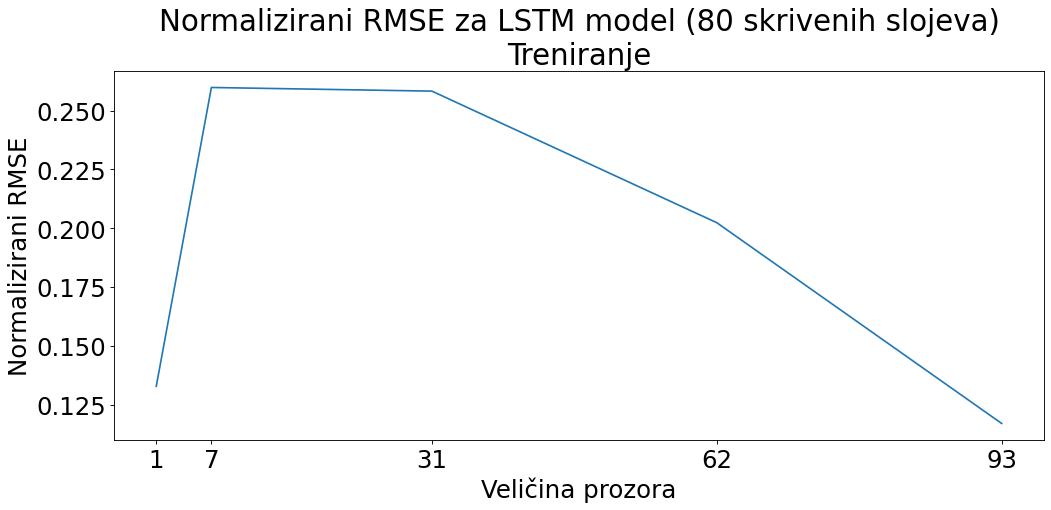 Normalizirani RMSE za LSTM model (80 skrivenih slojeva)
Treniranje
Normalizirani RMSE
0.250
0.225
0.200
0.175
0.150
0.125
1 7 31 62 93
Veličina prozora